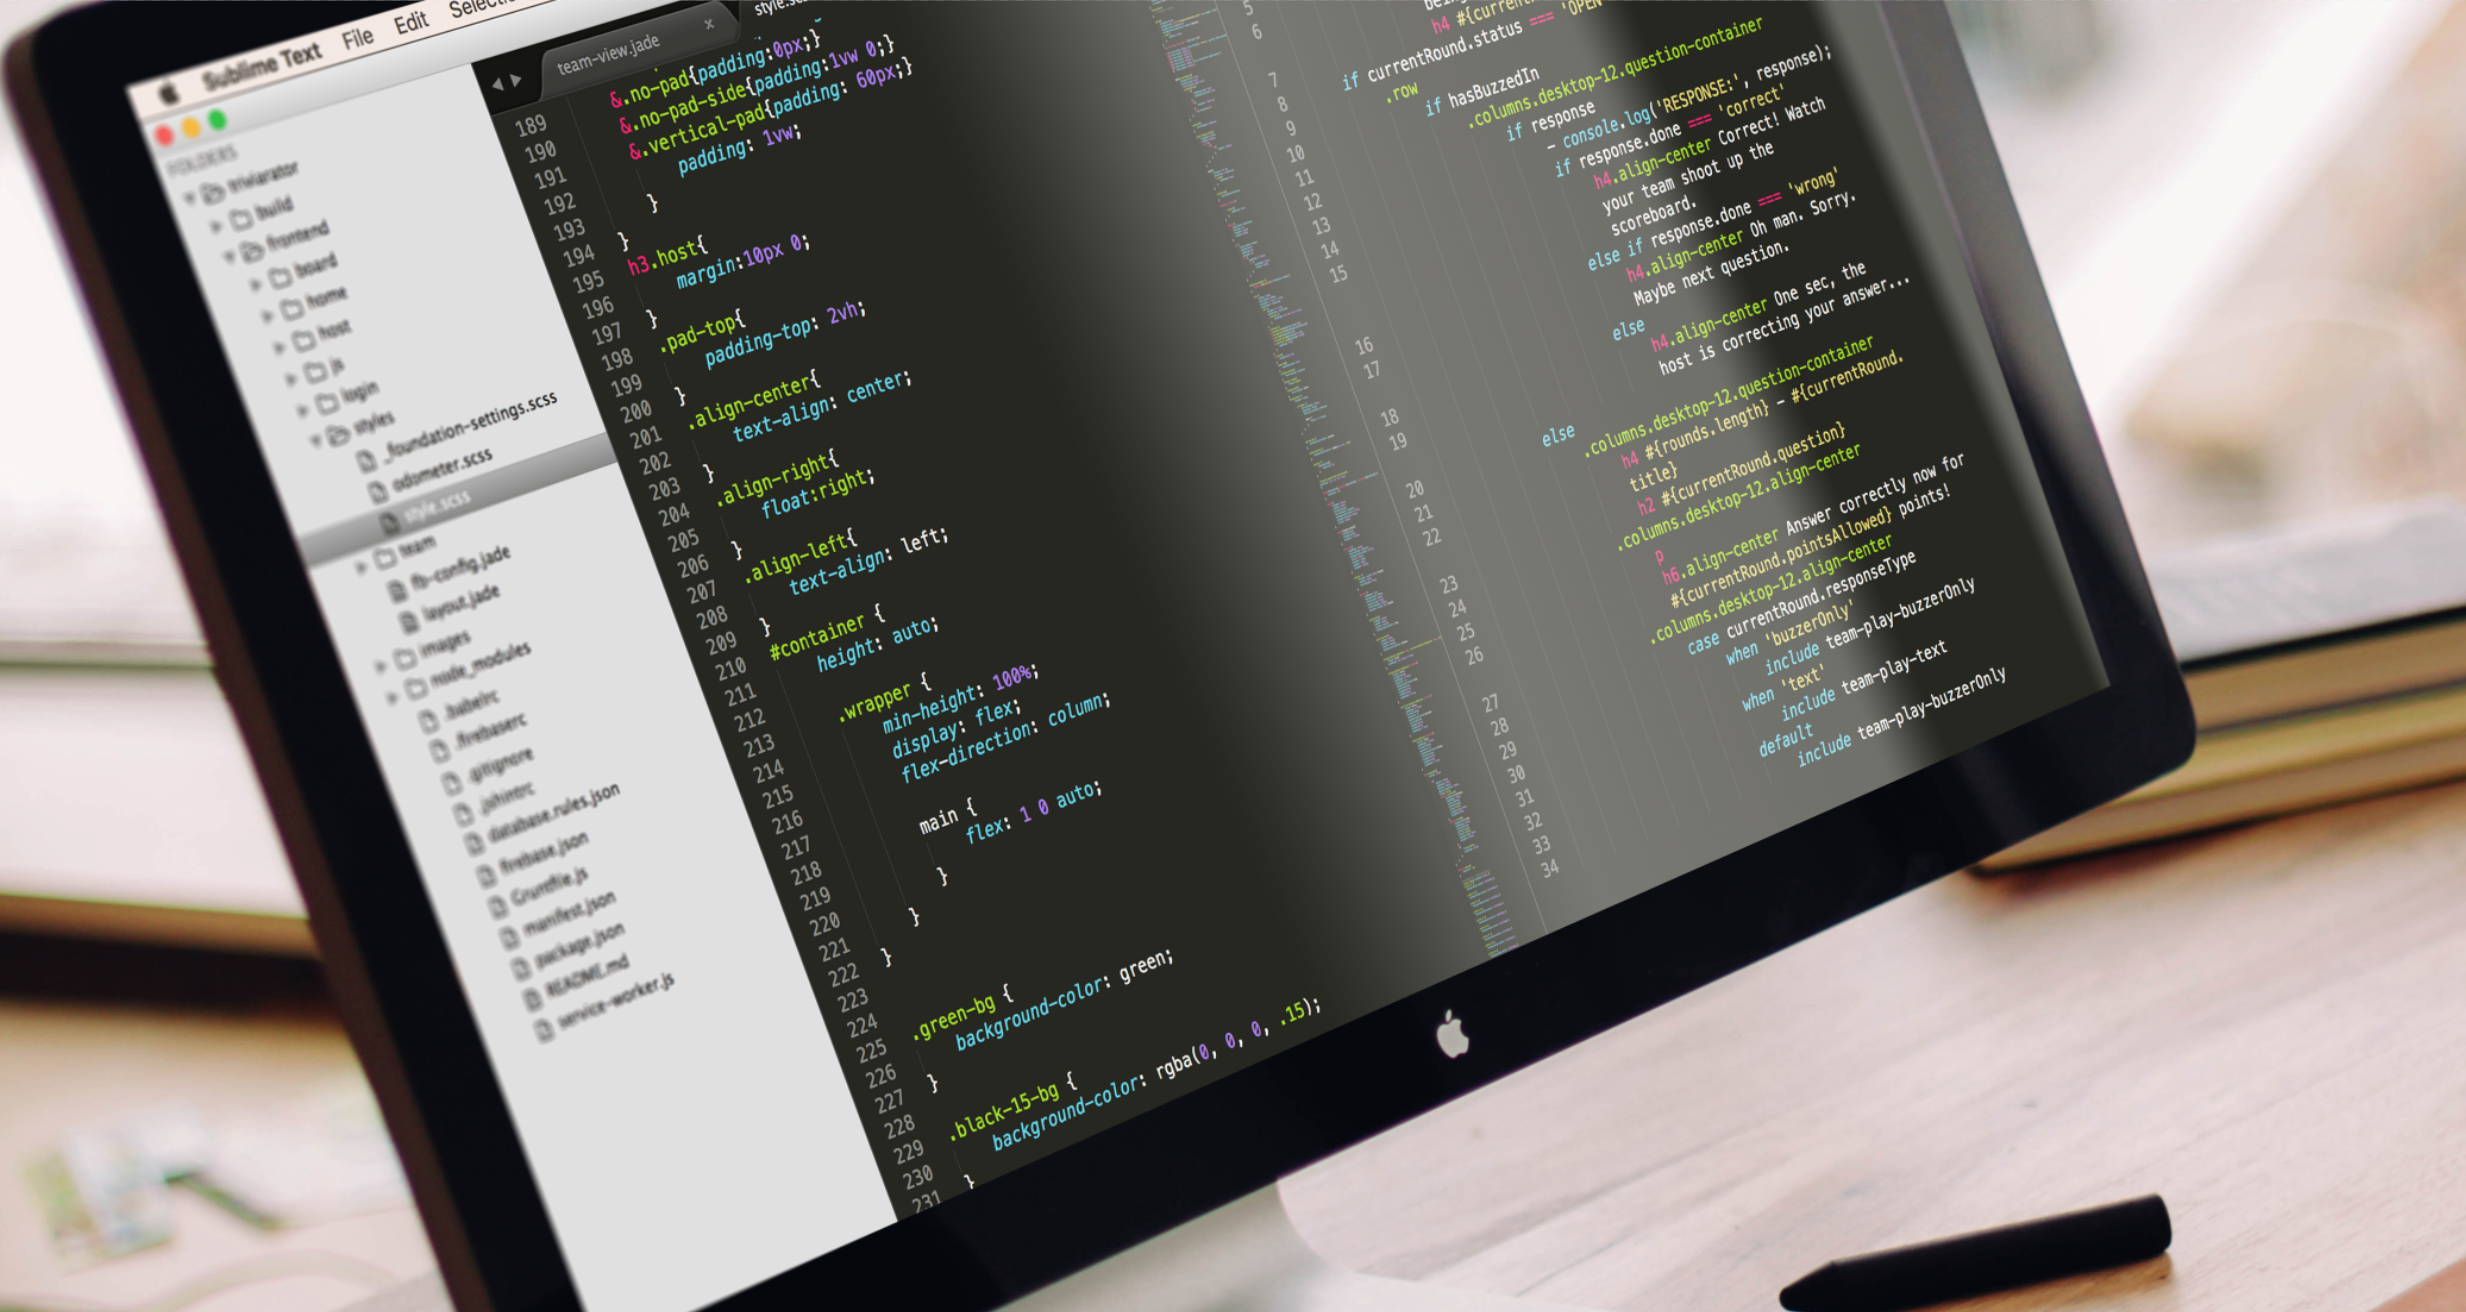 Sublime Text File Edit
FOLDERS
triviarator
build
frontend
board
home
host
js
login
styles
_foundation-settings.scss
odometer.scss
style.scss
team
fb-config.jade
layout.jade
images
node_modules
.babelrc
.firebaserc
.gitignore
.jshintrc
database.rules.json
firebase.json
Gruntfile.js
manifest.json
package.json
README.md
service-worker.js
team-view.jade x
&.no-pad{padding:0px;}
189 &.no-pad-side{padding:1vw 0;}
190 &.vertical-pad{padding: 60px;}
191 padding: 1vw;
192 }
193
194 }
195 h3.host{
196 margin:10px 0;
197 }
198 .pad-top{
199 padding-top: 2vh;
200 }
201 .align-center{
202 text-align: center;
203 }
204 .align-right{
205 float:right;
206 }
207 .align-left{
208 text-align: left;
209 }
210 #container {
211 height: auto;
212
213 .wrapper {
214 min-height: 100%;
215 display: flex;
216 flex-direction: column;
217
218 main {
219 flex: 1 0 auto;
220 }
221 }
222 }
223
224
225 .green-bg {
226 background-color: green;
227 }
228
229 .black-15-bg {
230 background-color: rgba(0, 0, 0, .15);
231 }
5
6
7 if currentRound.status === 'OPEN
8 .row
9 if hasBuzzedIn
10 .columns.desktop-12.question-container
11 if response
12 - console.log('RESPONSE:', response);
13 if response.done === 'correct'
14 h4.align-center Correct! Watch
your team shoot up the
scoreboard.
15 else if response.done === 'wrong'
h4.align-center Oh man. Sorry.
Maybe next question.
16 else
17 h4.align-center One sec, the
host is correcting your answer...
18 else
19 .columns.desktop-12.question-container
20 h4 #{rounds.length} - #{currentRound.
title}
21 h2 #{currentRound.question}
22 .columns.desktop-12.align-center
23 p
24 h6.align-center Answer correctly now for
#{currentRound.pointsAllowed} points!
25 .columns.desktop-12.align-center
26 case currentRound.responseType
27 when 'buzzerOnly'
28 include team-play-buzzerOnly
29 when 'text'
30 include team-play-text
31 default
32 include team-play-buzzerOnly
33
34